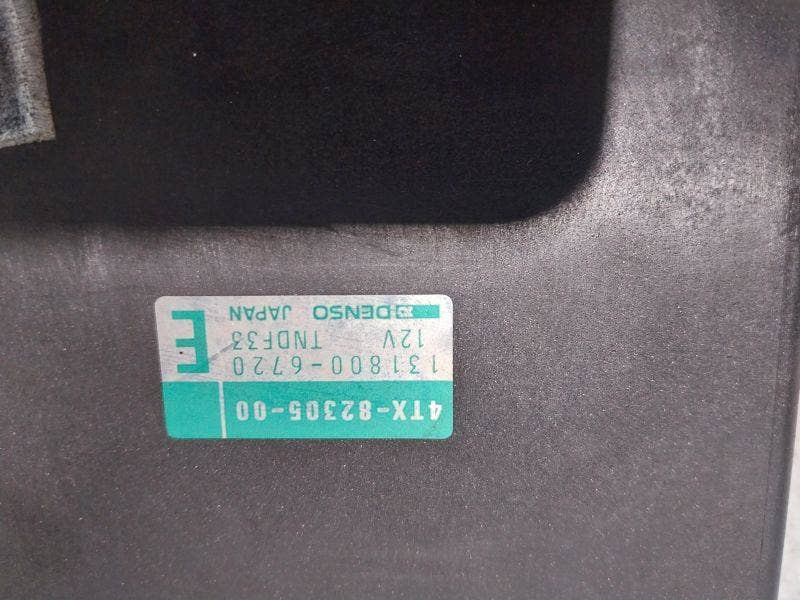 4TX-82305-00
131800-6720
12V TNDF33
E
DENSO JAPAN